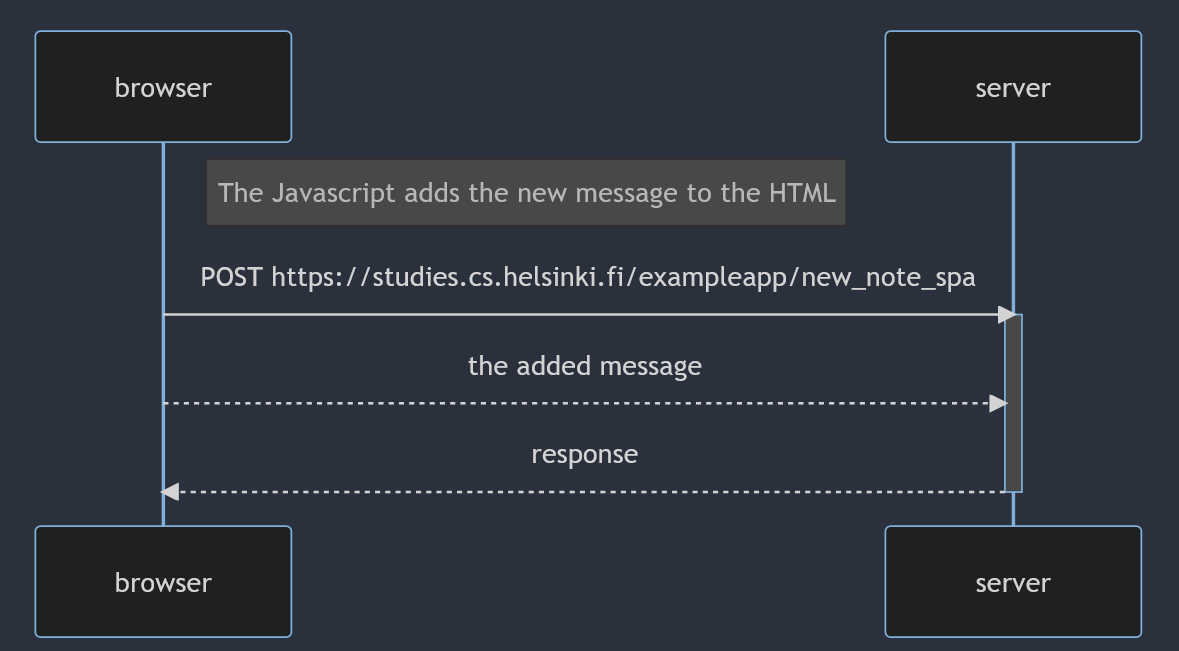 browser
server
The Javascript adds the new message to the HTML
POST https://studies.cs.helsinki.fi/exampleapp/new_note_spa
the added message
response
browser
server